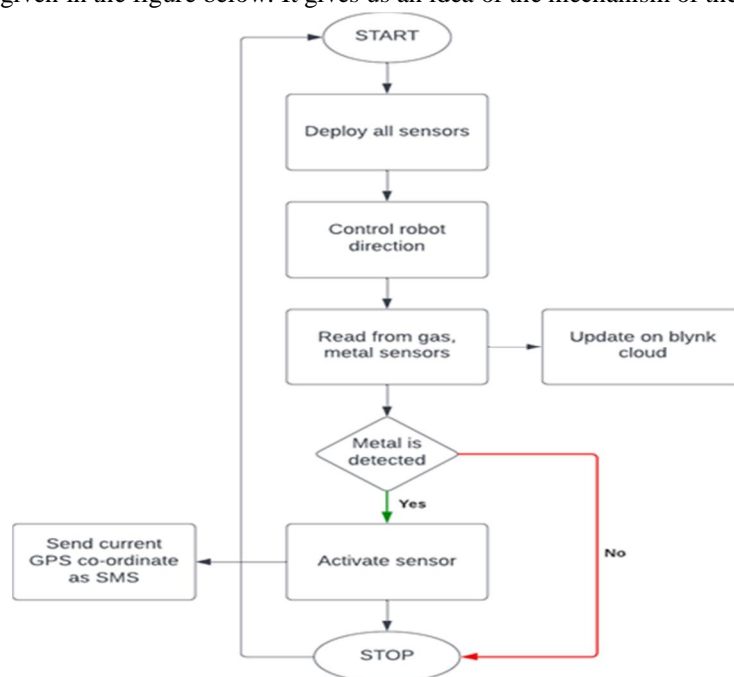 given in the figure below. It gives us an idea of the mechanism of the
START
Deploy all sensors
Control robot
direction
Read from gas,
metal sensors
Update on blynk
cloud
Metal is
detected
Yes
Send current
GPS co-ordinate
as SMS
Activate sensor
No
STOP